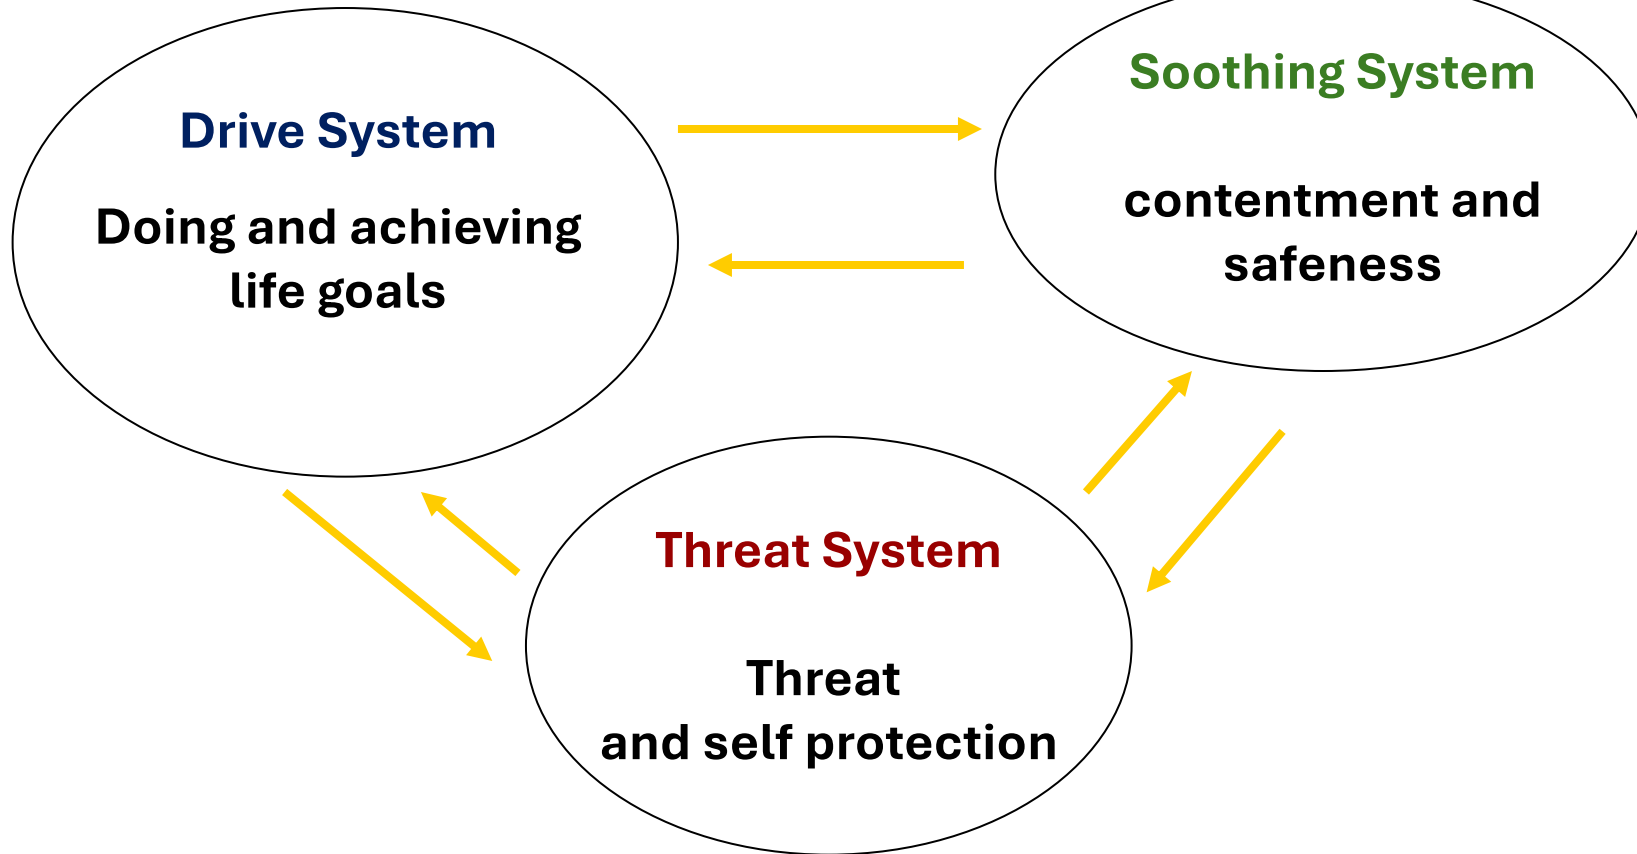 Drive System
Doing and achieving
life goals
Soothing System
contentment and
safeness
Threat System
Threat
and self protection